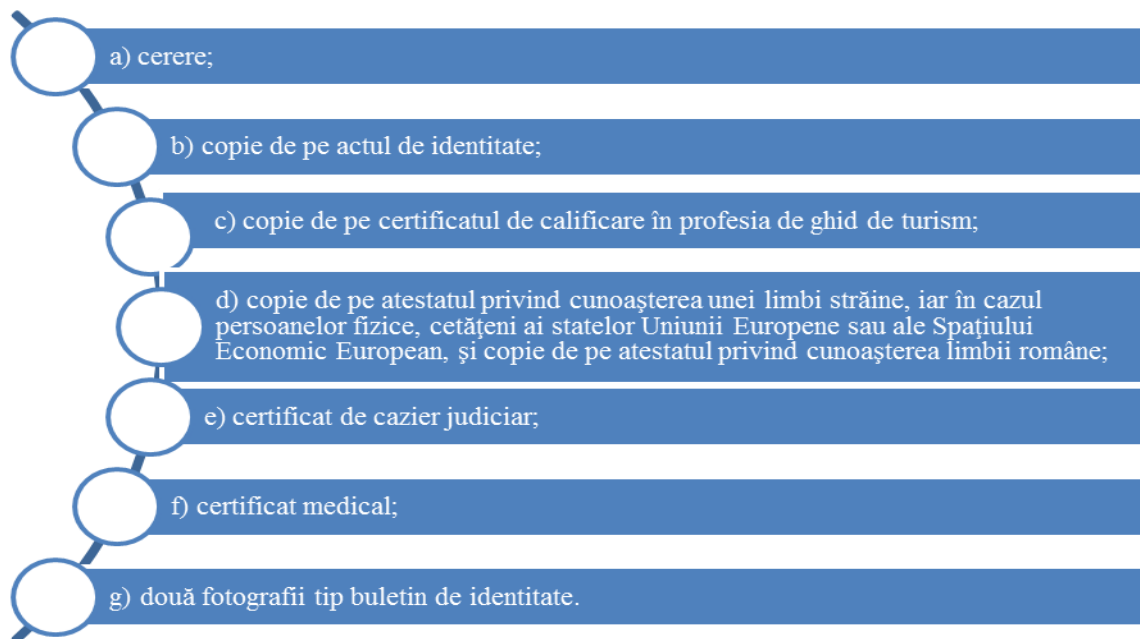 a) cerere;
b) copie de pe actul de identitate;
c) copie de pe certificatul de calificare în profesia de ghid de turism;
d) copie de pe atestatul privind cunoaşterea unei limbi străine, iar în cazul
persoanelor fizice, cetăţeni ai statelor Uniunii Europene sau ale Spaţiului
Economic European, şi copie de pe atestatul privind cunoaşterea limbii române;
e) certificat de cazier judiciar;
f) certificat medical;
g) două fotografii tip buletin de identitate.